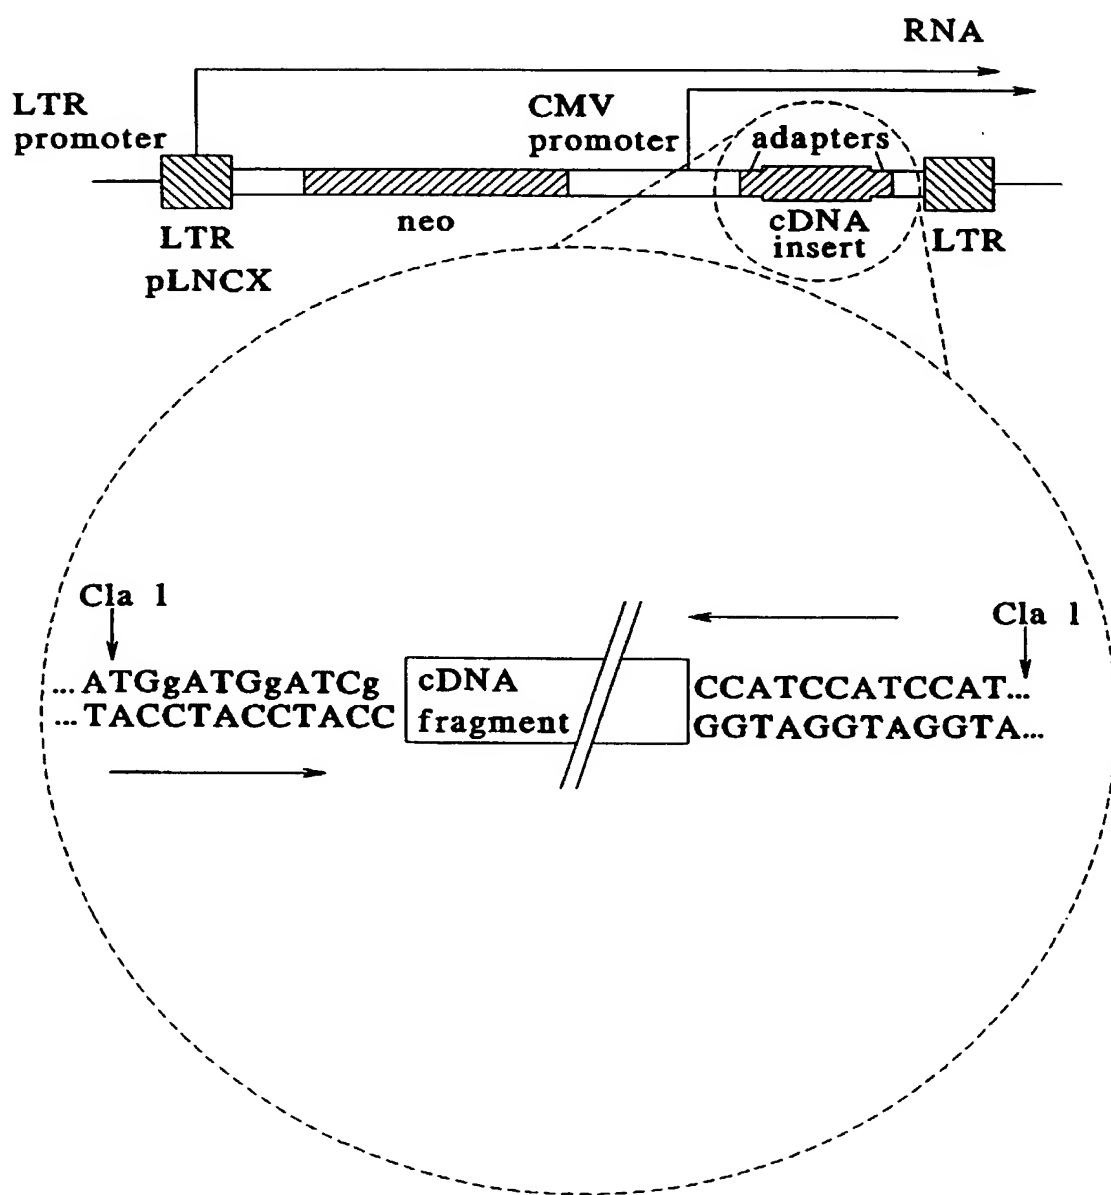 RNA
LTR
promoter
CMV
promoter
adapters
LTR
pLNCX
neo
cDNA
insert
LTR
Cla 1
Cla 1
...ATGgATGgATCg
...TACCTACCTACC
cDNA
fragment
CCATCCATCCAT...
GGTAGGTAGGTA...